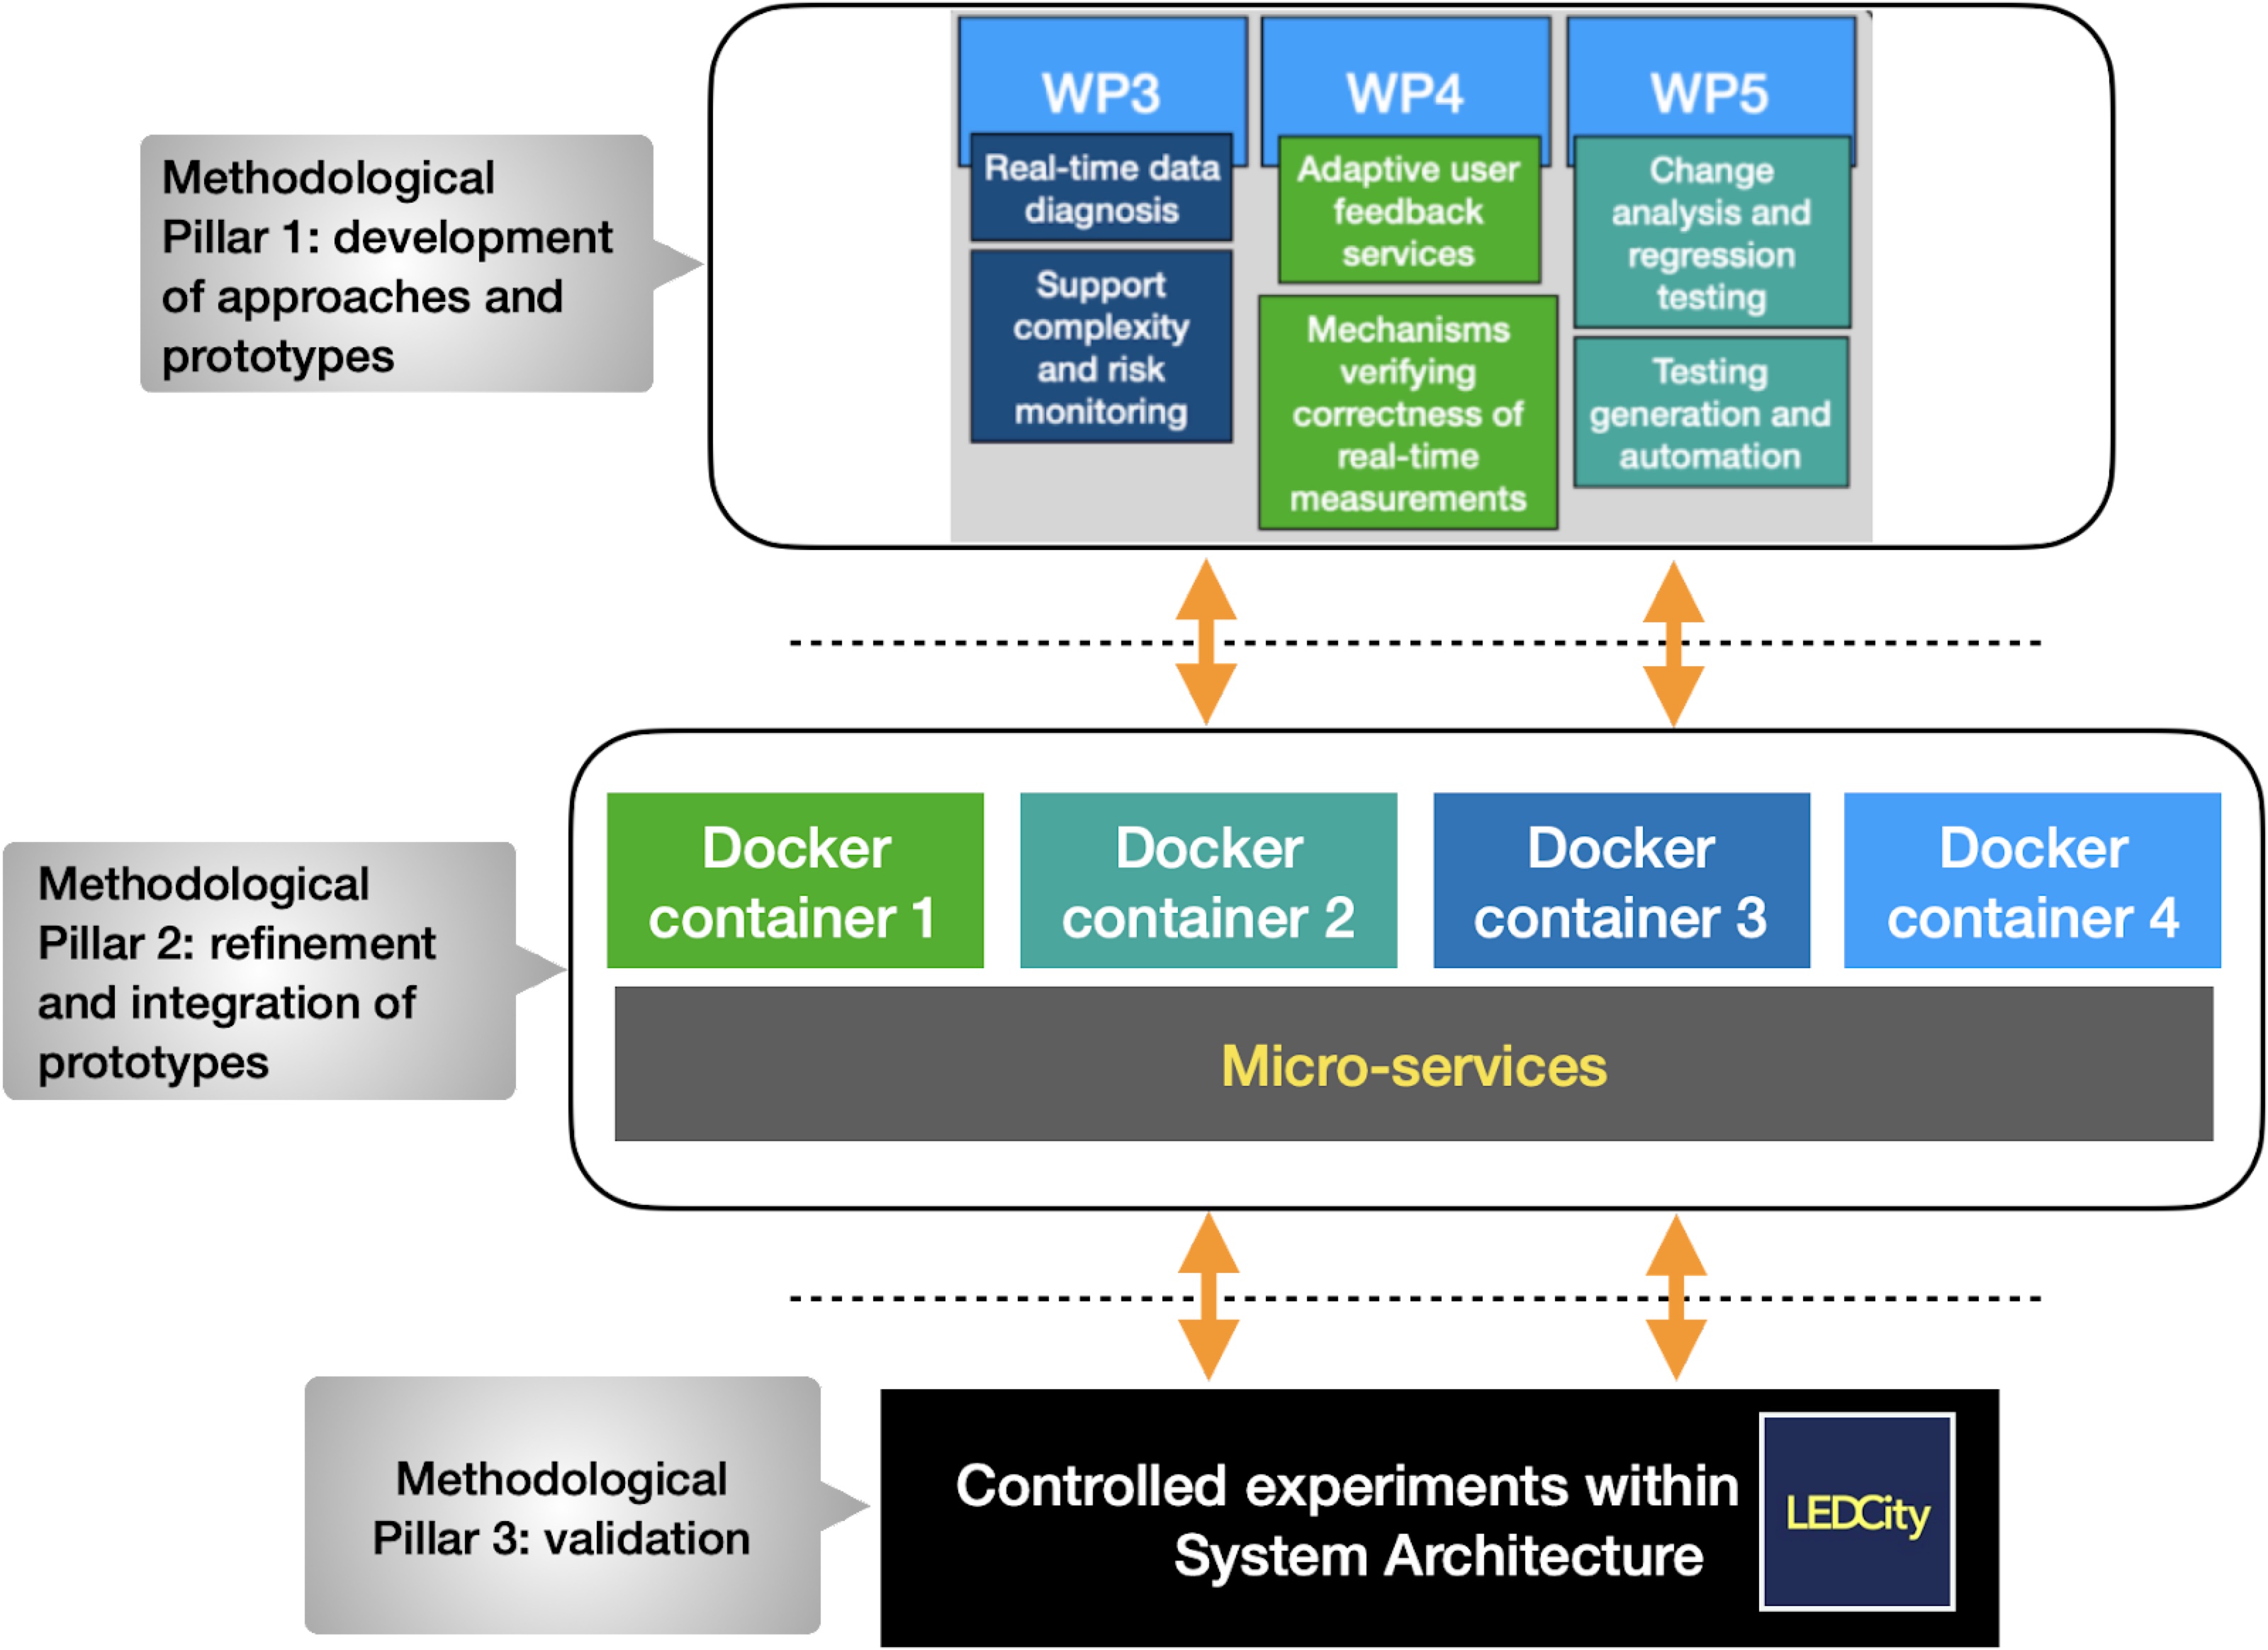 Methodological
Pillar 1: development
of approaches and
prototypes
WP3
Real-time data
diagnosis
Support
complexity
and risk
monitoring
WP4
Adaptive user
feedback
services
Mechanisms
verifying
correctness of
real-time
measurements
WP5
Change
analysis and
regression
testing
Testing
generation and
automation
Methodological
Pillar 2: refinement
and integration of
prototypes
Docker
container 1
Docker
container 2
Docker
container 3
Docker
container 4
Micro-services
Methodological
Pillar 3: validation
Controlled experiments within
System Architecture
LEDCity